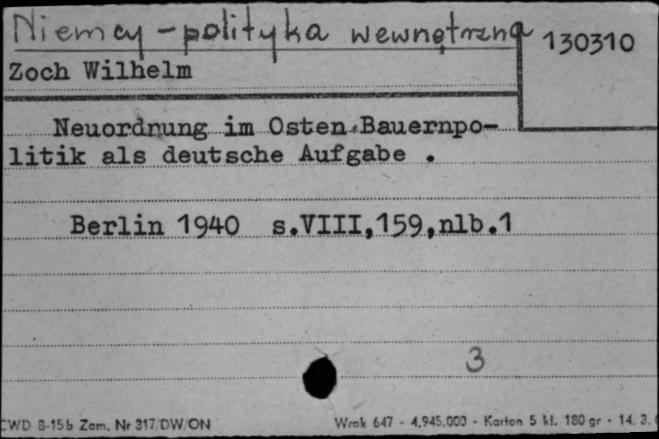 Niemcy - polityka wewnętrzna
130310
Zoch Wilhelm
Neuordnung im Osten.Bauernpo-
litik als deutsche Aufgabe .
Berlin 1940 s.VIII,159,nlb.1
3
CWD B-15b Zam. Nr 317/DW/ON Wrak 647 - 4.945.000 - Karton 5 kl. 180 gr - 14. 3.